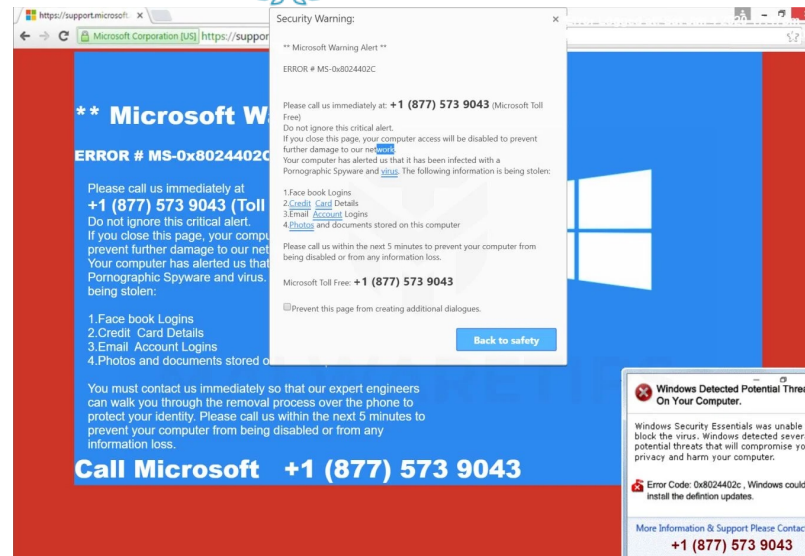 https://support.microsoft.
Microsoft Corporation [US] https://suppor
Security Warning:
** Microsoft Warning Alert **
ERROR # MS-0x8024402C
Please call us immediately at: +1 (877) 573 9043 (Microsoft Toll
Free)
Do not ignore this critical alert.
If you close this page, your computer access will be disabled to prevent
further damage to our network.
Your computer has alerted us that it has been infected with a
Pornographic Spyware and virus. The following information is being stolen:
1.Face book Logins
2.Credit Card Details
3.Email Account Logins
4.Photos and documents stored on this computer
Please call us within the next 5 minutes to prevent your computer from
being disabled or from any information loss.
Microsoft Toll Free: +1 (877) 573 9043
Prevent this page from creating additional dialogues.
Back to safety
** Microsoft W
ERROR # MS-0x8024402C
Please call us immediately at
+1 (877) 573 9043 (Toll
Do not ignore this critical alert.
If you close this page, your compu
prevent further damage to our net
Your computer has alerted us that
Pornographic Spyware and virus.
being stolen:
1.Face book Logins
2.Credit Card Details
3.Email Account Logins
4.Photos and documents stored o
You must contact us immediately so that our expert engineers
can walk you through the removal process over the phone to
protect your identity. Please call us within the next 5 minutes to
prevent your computer from being disabled or from any
information loss.
Call Microsoft +1 (877) 573 9043
Windows Detected Potential Threa
On Your Computer.
Windows Security Essentials was unable
block the virus. Windows detected sever
potential threats that will compromise yo
privacy and harm your computer.
Error Code: 0x8024402c , Windows could
install the defintion updates.
More Information & Support Please Contac
+1 (877) 573 9043